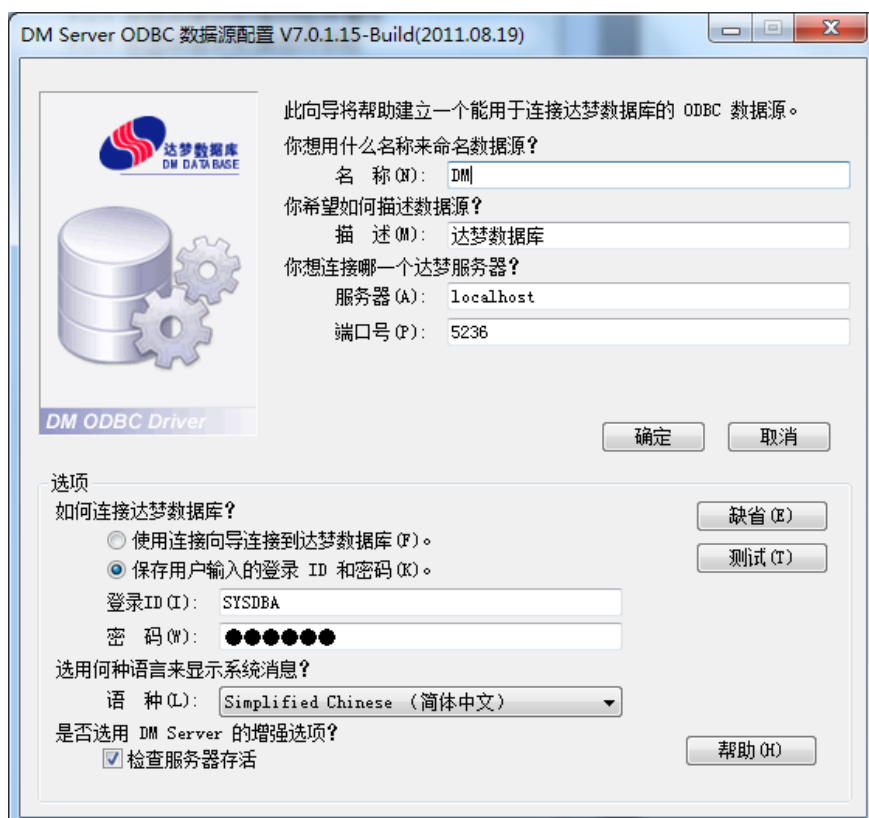 DM Server ODBC 数据源配置 V7.0.1.15-Build(2011.08.19)
达梦数据库
DM DATABASE
DM ODBC Driver
此向导将帮助建立一个能用于连接达梦数据库的 ODBC 数据源。
你想用什么名称来命名数据源?
名 称(N): DM
你希望如何描述数据源?
描 述(M): 达梦数据库
你想连接哪一个达梦服务器?
服务器(A): localhost
端口号(P): 5236
确定 取消
选项
如何连接达梦数据库?
缺省(E)
使用连接向导连接到达梦数据库(F)。
测试(T)
保存用户输入的登录 ID 和密码(K)。
登录ID(I): SYSDBA
密 码(W): ●●●●●●
选用何种语言来显示系统消息?
语 种(L): Simplified Chinese (简体中文)
是否选用 DM Server 的增强选项?
检查服务器存活
帮助(H)